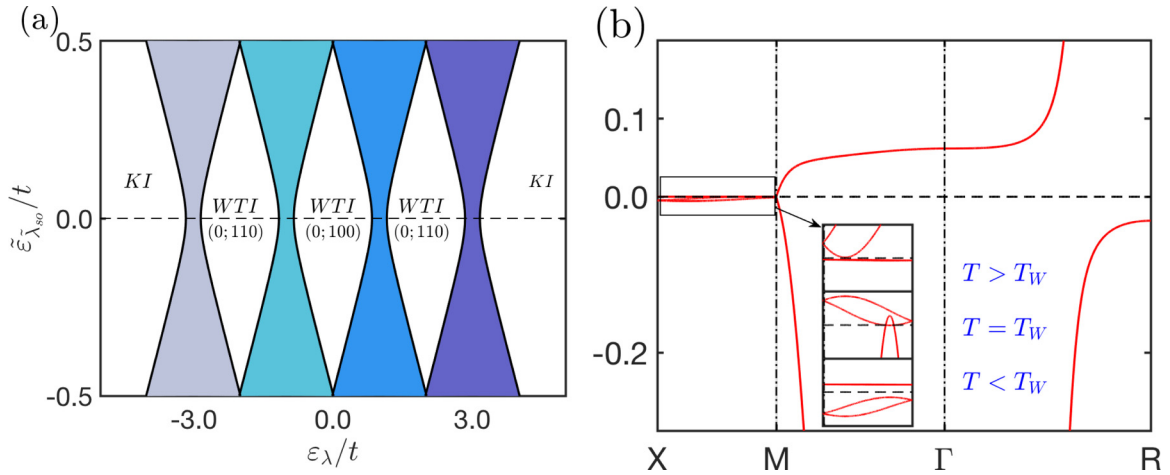 (a)
0.5
0.0
-0.5
ε̃_λ̃so/t
KI
WTI
(0;110)
WTI
(0;100)
WTI
(0;110)
KI
-3.0
0.0
3.0
ε_λ/t
(b)
0.1
0.0
-0.2
T > T_W
T = T_W
T < T_W
X
M
Γ
R